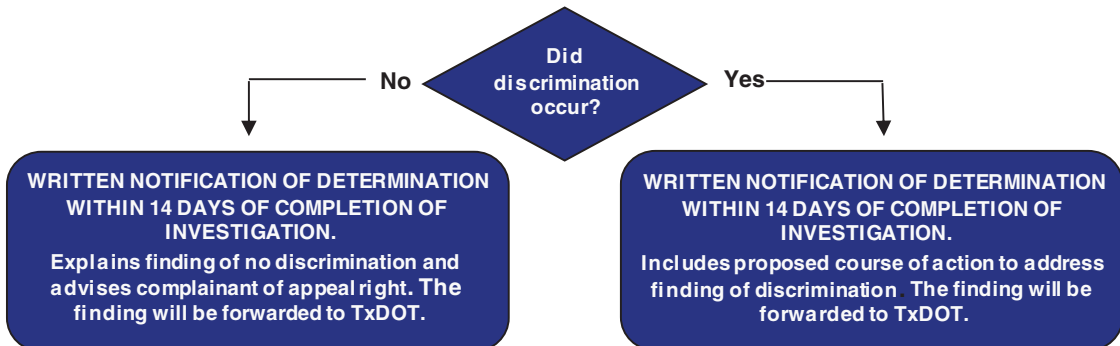 Did
discrimination
occur?
No
Yes
WRITTEN NOTIFICATION OF DETERMINATION
WITHIN 14 DAYS OF COMPLETION OF
INVESTIGATION.
Explains finding of no discrimination and
advises complainant of appeal right. The
finding will be forwarded to TxDOT.
WRITTEN NOTIFICATION OF DETERMINATION
WITHIN 14 DAYS OF COMPLETION OF
INVESTIGATION.
Includes proposed course of action to address
finding of discrimination. The finding will be
forwarded to TxDOT.